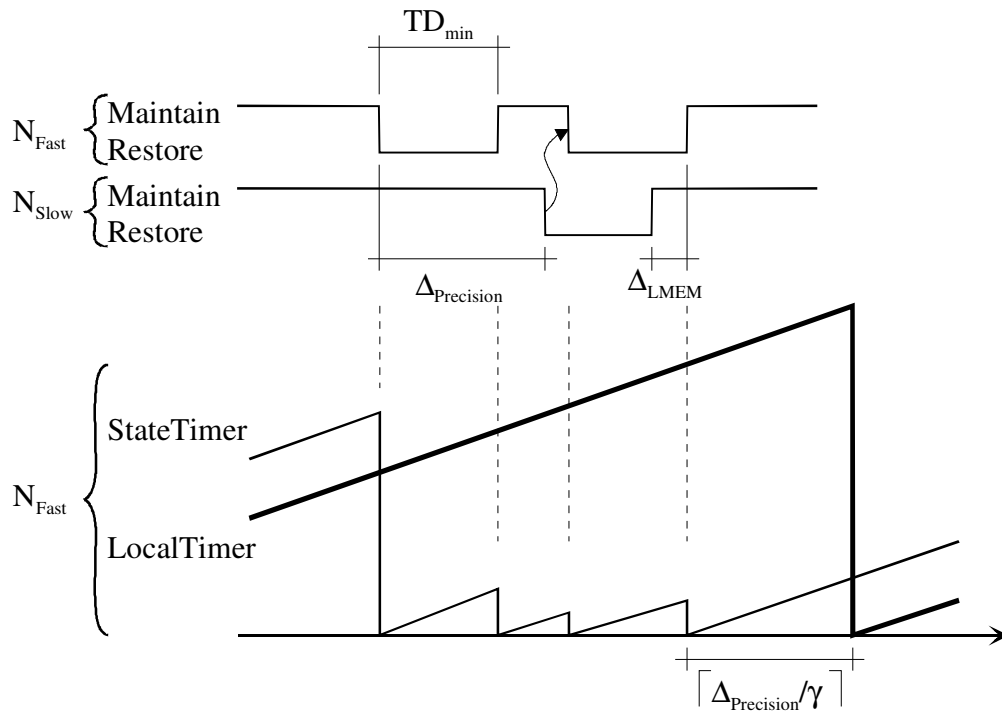 TD_min
Maintain
N_Fast
Restore
Maintain
N_Slow
Restore
Δ_Precision
Δ_LMEM
StateTimer
N_Fast
LocalTimer
⌈Δ_Precision/γ⌉